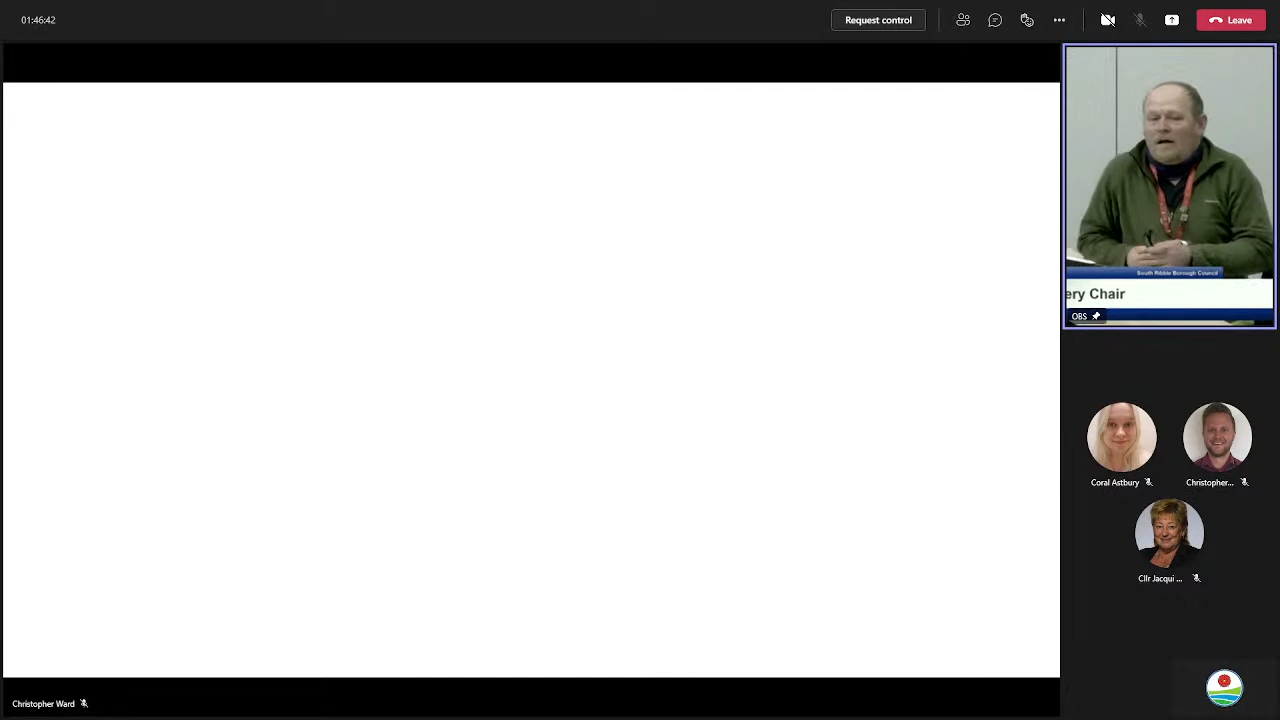 01:46:42
Request control
Leave
South Ribble Borough Council
ery Chair
OBS
Coral Astbury
Christopher...
Cllr Jacqui ...
Christopher Ward